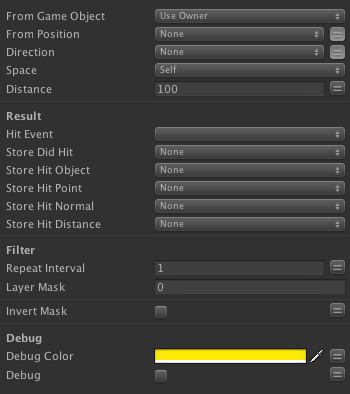 From Game Object Use Owner
From Position None
Direction None
Space Self
Distance 100
Result
Hit Event
Store Did Hit None
Store Hit Object None
Store Hit Point None
Store Hit Normal None
Store Hit Distance None
Filter
Repeat Interval 1
Layer Mask 0
Invert Mask
Debug
Debug Color
Debug